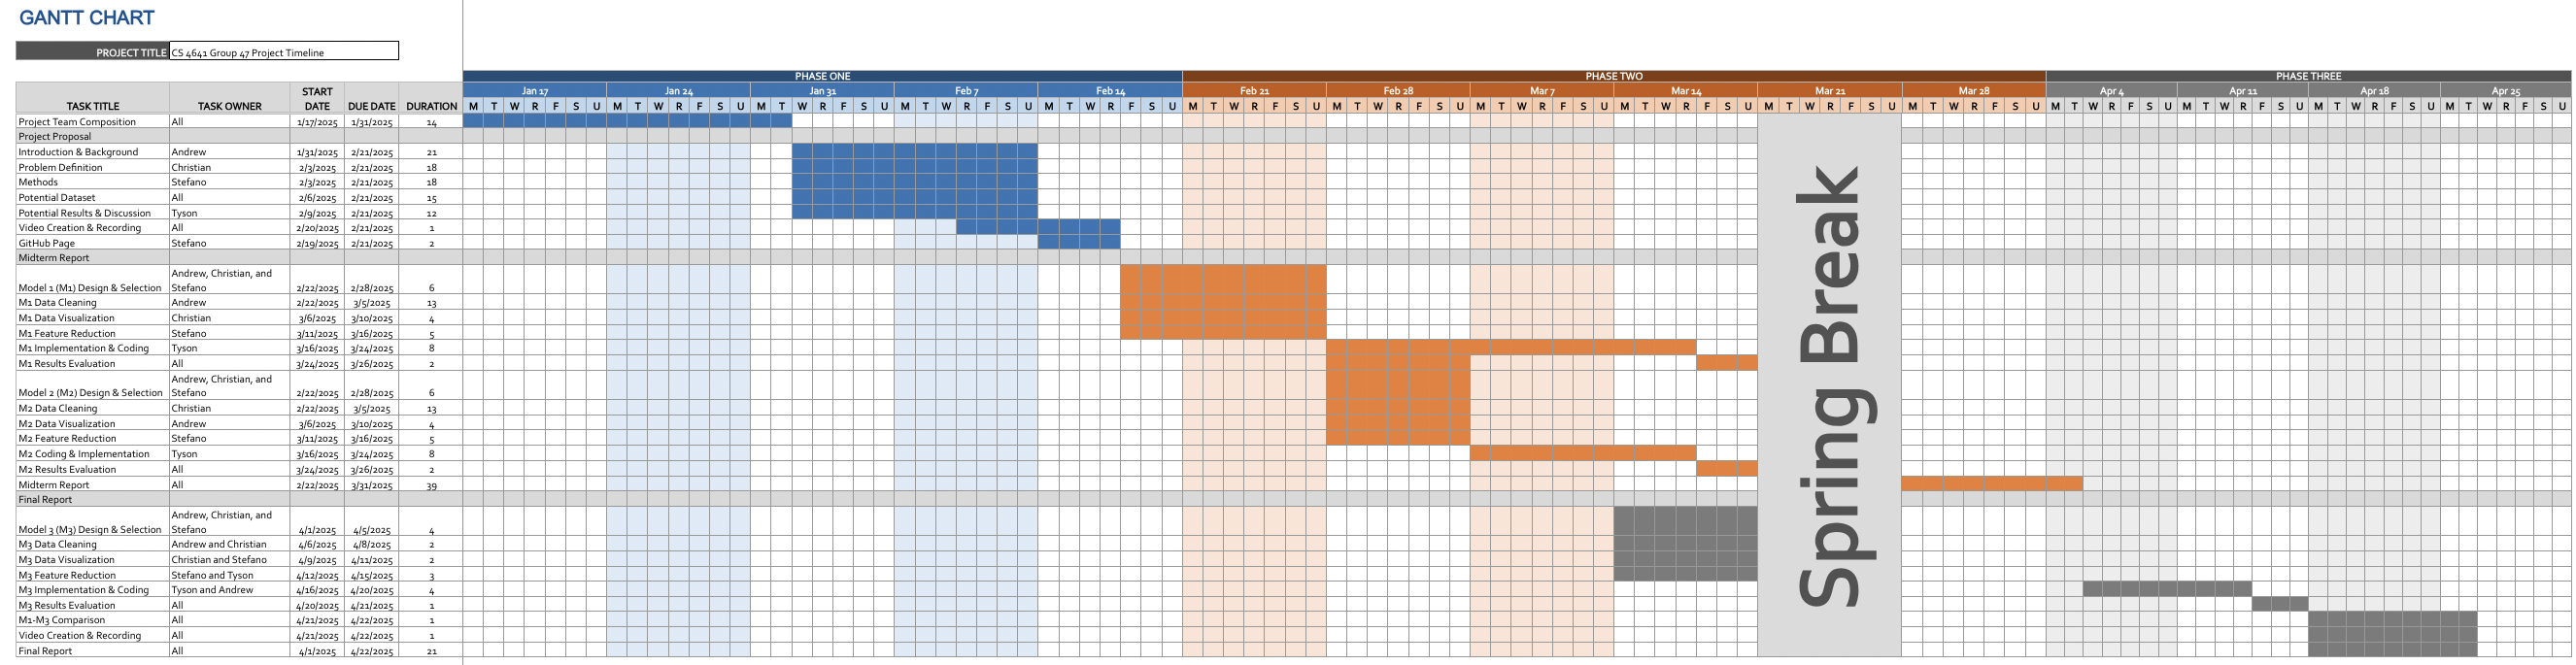 GANTT CHART
PROJECT TITLE CS 4641 Group 47 Project Timeline
PHASE ONE PHASE TWO PHASE THREE
Jan 17 Jan 24 Jan 31 Feb 7 Feb 14 Feb 21 Feb 28 Mar 7 Mar 14 Mar 21 Mar 28 Apr 4 Apr 11 Apr 18 Apr 25
TASK TITLE TASK OWNER START DATE DUE DATE DURATION M T W R F S U M T W R F S U M T W R F S U M T W R F S U M T W R F S U M T W R F S U M T W R F S U M T W R F S U M T W R F S U M T W R F S U M T W R F S U M T W R F S U M T W R F S U M T W R F S U M T W R F S U
Project Team Composition All 1/17/2025 1/31/2025 14
Project Proposal
Introduction & Background Andrew 1/31/2025 2/21/2025 21
Problem Definition Christian 2/3/2025 2/21/2025 18
Methods Stefano 2/3/2025 2/21/2025 18
Potential Dataset All 2/6/2025 2/21/2025 15
Potential Results & Discussion Tyson 2/9/2025 2/21/2025 12
Video Creation & Recording All 2/20/2025 2/21/2025 1
GitHub Page Stefano 2/19/2025 2/21/2025 2
Midterm Report
Model 1 (M1) Design & Selection Andrew, Christian, and Stefano 2/22/2025 2/28/2025 6
M1 Data Cleaning Andrew 2/22/2025 3/5/2025 13
M1 Data Visualization Christian 3/6/2025 3/10/2025 4
M1 Feature Reduction Stefano 3/11/2025 3/16/2025 5
M1 Implementation & Coding Tyson 3/16/2025 3/24/2025 8
M1 Results Evaluation All 3/24/2025 3/26/2025 2
Model 2 (M2) Design & Selection Andrew, Christian, and Stefano 2/22/2025 2/28/2025 6
M2 Data Cleaning Christian 2/22/2025 3/5/2025 13
M2 Data Visualization Andrew 3/6/2025 3/10/2025 4
M2 Feature Reduction Stefano 3/11/2025 3/16/2025 5
M2 Coding & Implementation Tyson 3/16/2025 3/24/2025 8
M2 Results Evaluation All 3/24/2025 3/26/2025 2
Midterm Report All 2/22/2025 3/31/2025 39
Final Report
Model 3 (M3) Design & Selection Andrew, Christian, and Stefano 4/1/2025 4/5/2025 4
M3 Data Cleaning Andrew and Christian 4/6/2025 4/8/2025 2
M3 Data Visualization Christian and Stefano 4/9/2025 4/11/2025 2
M3 Feature Reduction Stefano and Tyson 4/12/2025 4/15/2025 3
M3 Implementation & Coding Tyson and Andrew 4/16/2025 4/20/2025 4
M3 Results Evaluation All 4/20/2025 4/21/2025 1
M1-M3 Comparison All 4/21/2025 4/22/2025 1
Video Creation & Recording All 4/21/2025 4/22/2025 1
Final Report All 4/1/2025 4/22/2025 21
Spring Break